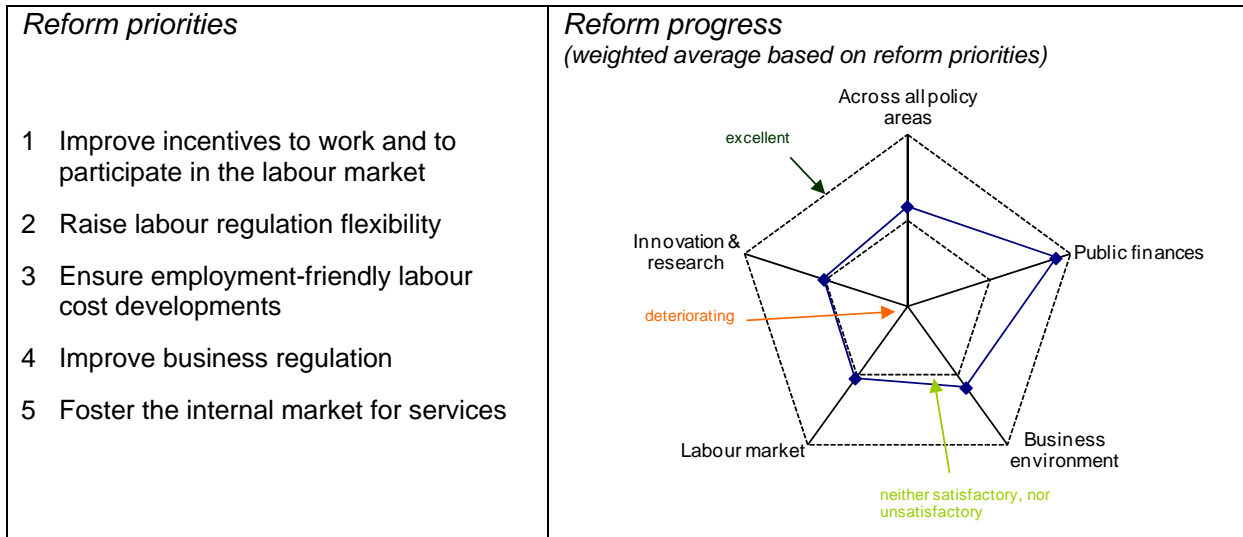 Reform priorities
1 Improve incentives to work and to
participate in the labour market
2 Raise labour regulation flexibility
3 Ensure employment-friendly labour
cost developments
4 Improve business regulation
5 Foster the internal market for services
Reform progress
(weighted average based on reform priorities)
Across all policy
areas
excellent
Innovation &
research
Public finances
deteriorating
Labour market
Business
environment
neither satisfactory, nor
unsatisfactory